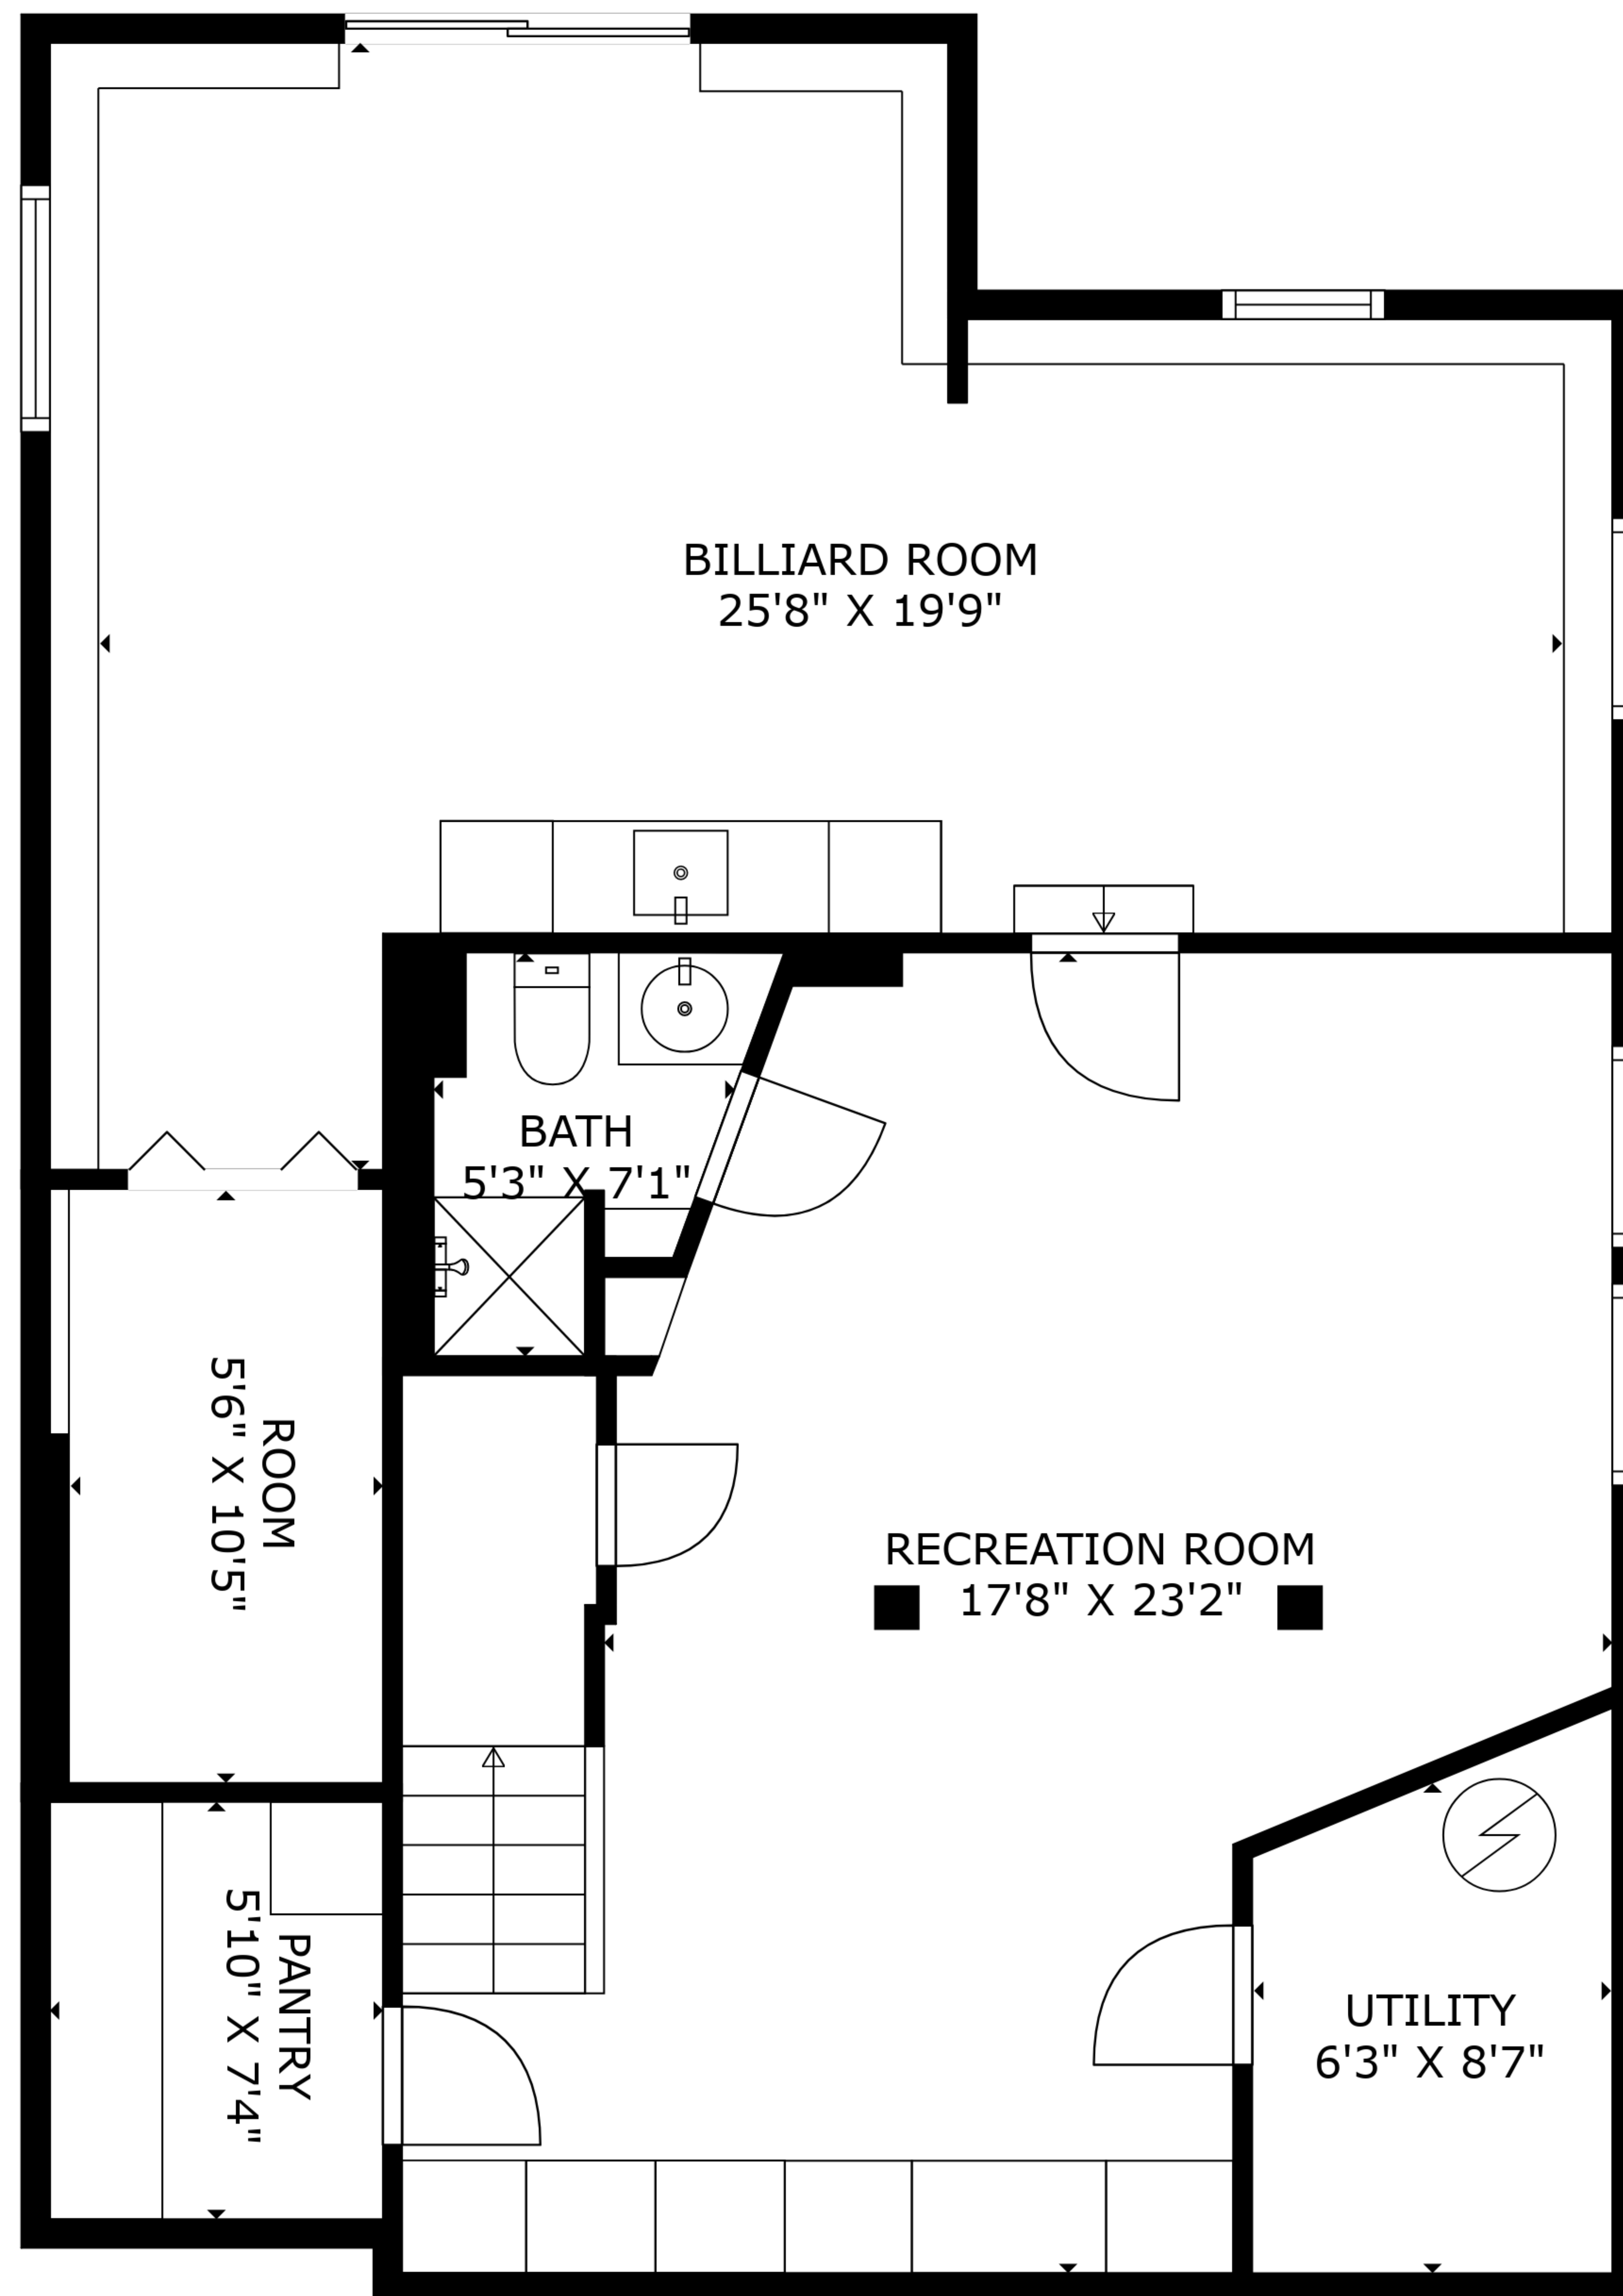 BILLIARD ROOM
25'8" X 19'9"
BATH
5'3" X 7'1"
ROOM
5'6" X 10'5"
RECREATION ROOM
17'8" X 23'2"
PANTRY
5'10" X 7'4"
UTILITY
6'3" X 8'7"